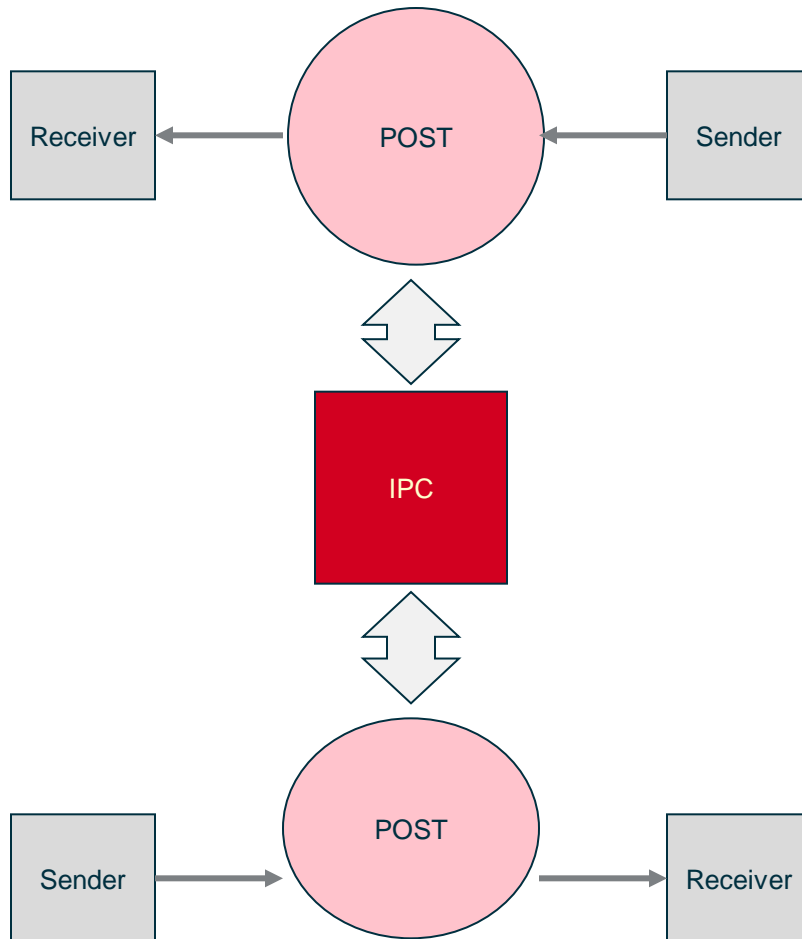 Receiver
POST
Sender
IPC
POST
Sender
Receiver